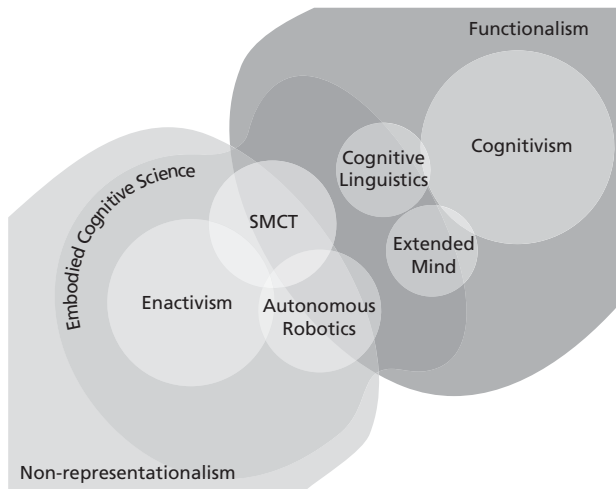 Functionalism
Cognitive
Linguistics
Cognitivism
Embodied Cognitive Science
SMCT
Extended
Mind
Enactivism
Autonomous
Robotics
Non-representationalism